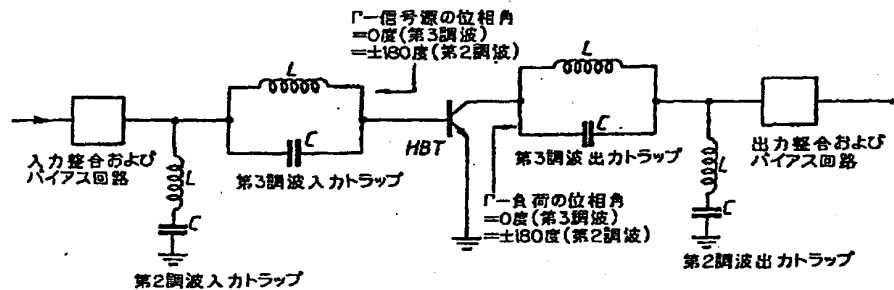 Γ-信号源の位相角
=0度(第3調波)
=±180度(第2調波)
L
C
入力整合および
バイアス回路
L
C
第3調波入力トラップ
第2調波入力トラップ
HBT
L
C
第3調波出力トラップ
Γ-負荷の位相角
=0度(第3調波)
=±180度(第2調波)
出力整合および
バイアス回路
L
C
第2調波出力トラップ